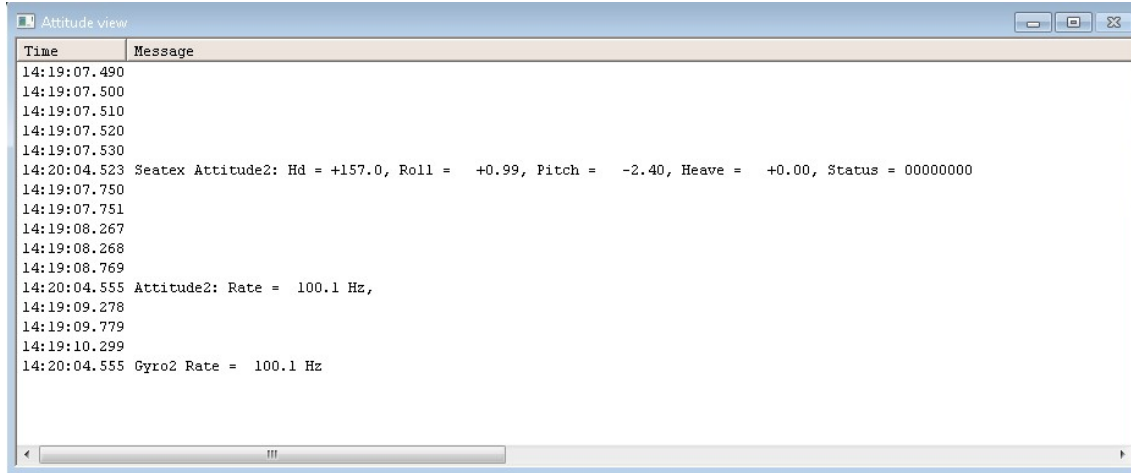 Attitude view
Time Message
14:19:07.490
14:19:07.500
14:19:07.510
14:19:07.520
14:19:07.530
14:20:04.523 Seatex Attitude2: Hd = +157.0, Roll =   +0.99, Pitch =   -2.40, Heave =   +0.00, Status = 00000000
14:19:07.750
14:19:07.751
14:19:08.267
14:19:08.268
14:19:08.769
14:20:04.555 Attitude2: Rate =  100.1 Hz,
14:19:09.278
14:19:09.779
14:19:10.299
14:20:04.555 Gyro2 Rate =  100.1 Hz